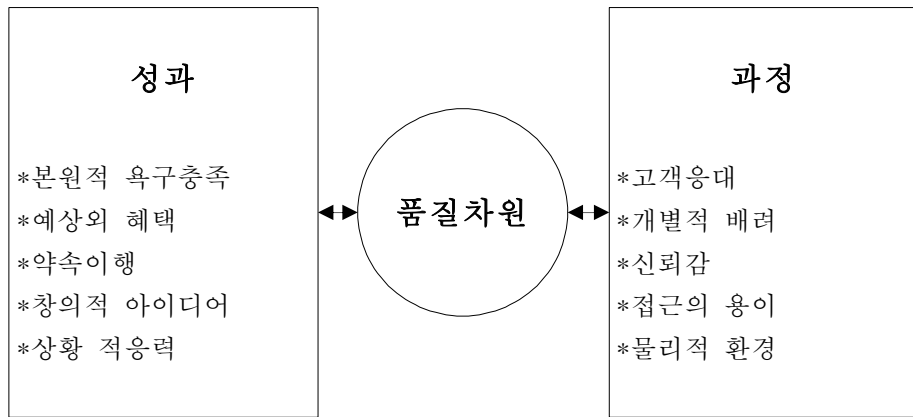 성과
*본원적 욕구충족
*예상외 혜택
*약속이행
*창의적 아이디어
*상황 적응력
품질차원
과정
*고객응대
*개별적 배려
*신뢰감
*접근의 용이
*물리적 환경